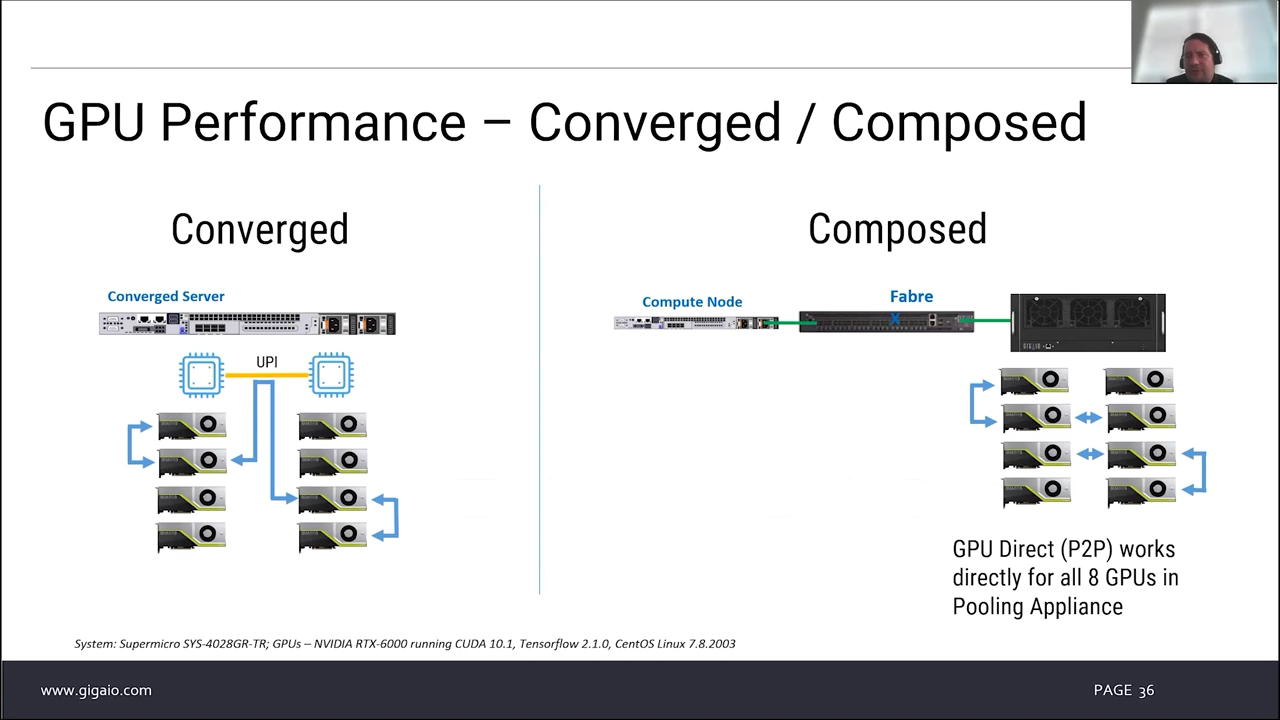 GPU Performance – Converged / Composed
Converged
Converged Server
UPI
Composed
Compute Node
Fabre
X
GIGAIO
GPU Direct (P2P) works
directly for all 8 GPUs in
Pooling Appliance
System: Supermicro SYS-4028GR-TR; GPUs – NVIDIA RTX-6000 running CUDA 10.1, Tensorflow 2.1.0, CentOS Linux 7.8.2003
www.gigaio.com
PAGE 36